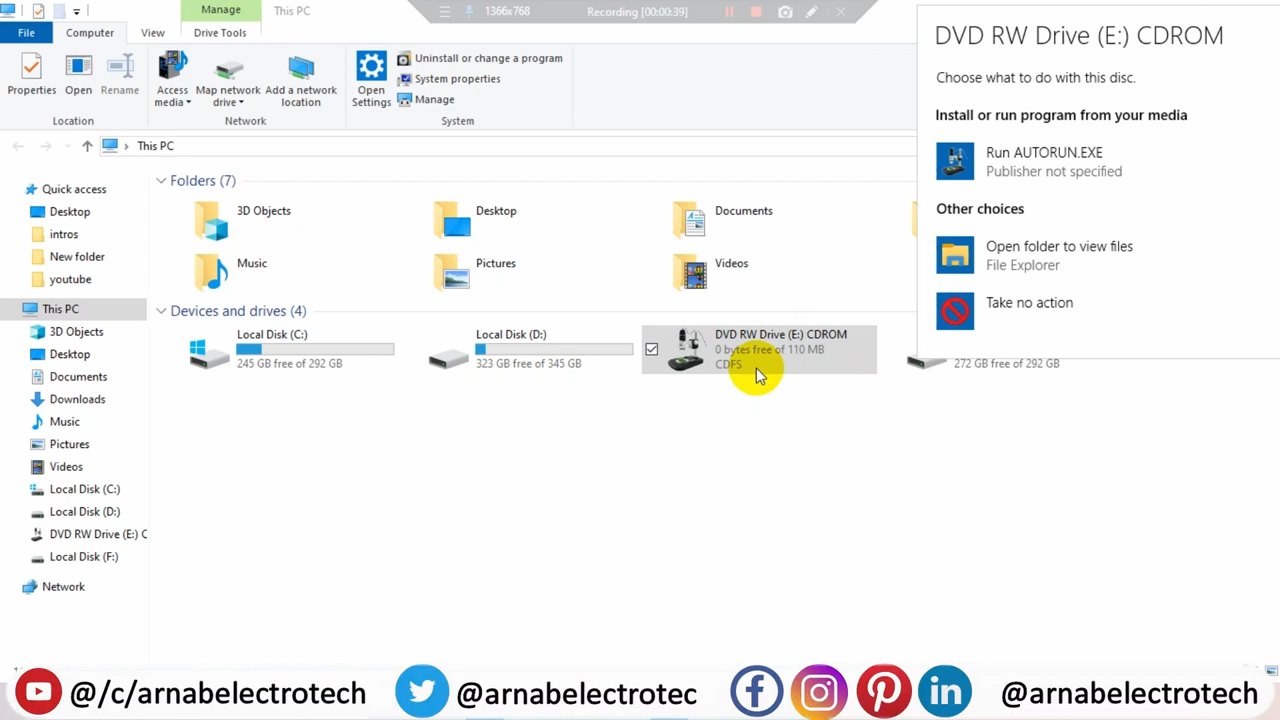 Manage
This PC
1366x768
Recording [00:00:39]
File
Computer
View
Drive Tools
Properties
Open
Rename
Access media
Map network drive
Add a network location
Open Settings
Uninstall or change a program
System properties
Manage
Location
Network
System
This PC
Quick access
Desktop
intros
New folder
youtube
This PC
3D Objects
Desktop
Documents
Downloads
Music
Pictures
Videos
Local Disk (C:)
Local Disk (D:)
DVD RW Drive (E:) C
Local Disk (F:)
Network
Folders (7)
3D Objects
Desktop
Documents
Music
Pictures
Videos
Devices and drives (4)
Local Disk (C:)
245 GB free of 292 GB
Local Disk (D:)
323 GB free of 345 GB
DVD RW Drive (E:) CDROM
0 bytes free of 110 MB
CDFS
272 GB free of 292 GB
DVD RW Drive (E:) CDROM
Choose what to do with this disc.
Install or run program from your media
Run AUTORUN.EXE
Publisher not specified
Other choices
Open folder to view files
File Explorer
Take no action
@/c/arnabelectrotech
@arnabelectrotec
@arnabelectrotech